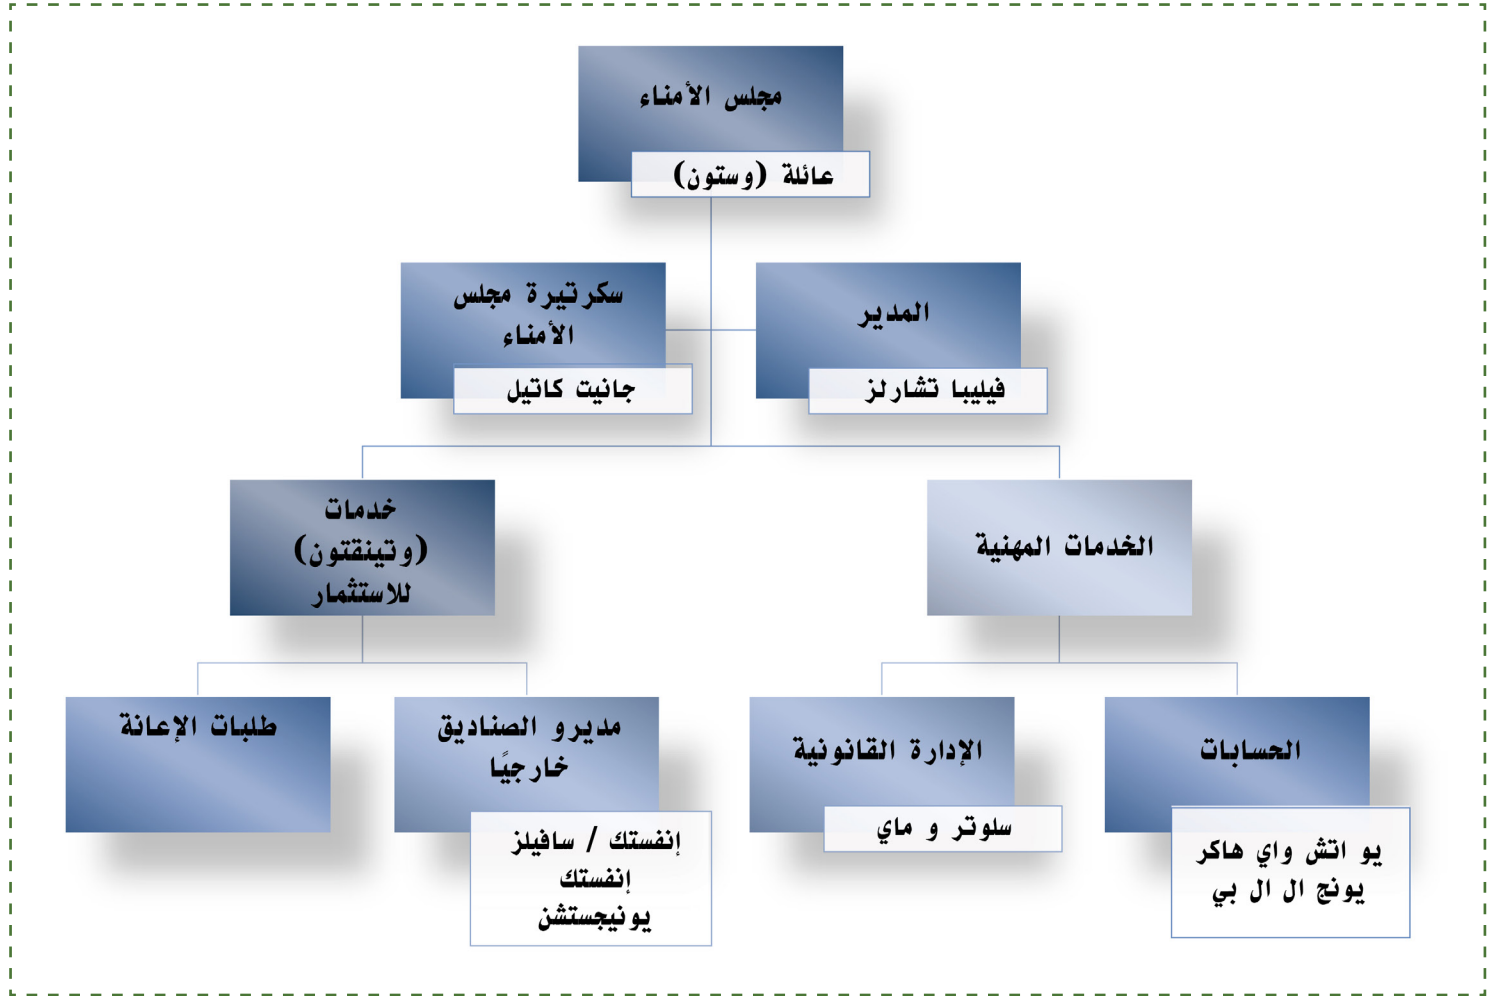 مجلس الأمناء
عائلة (وستون)
المدير
فيليبا تشارلز
سكرتيرة مجلس
الأمناء
جانيت كاتيل
الخدمات المهنية
خدمات
(وتينقتون)
للاستثمار
الحسابات
يو اتش واي هاكر
يونج ال ال بي
الإدارة القانونية
سلوتر و ماي
مديرو الصناديق
خارجيًا
إنفستك / سافيلز
إنفستك
يونيجستشن
طلبات الإعانة